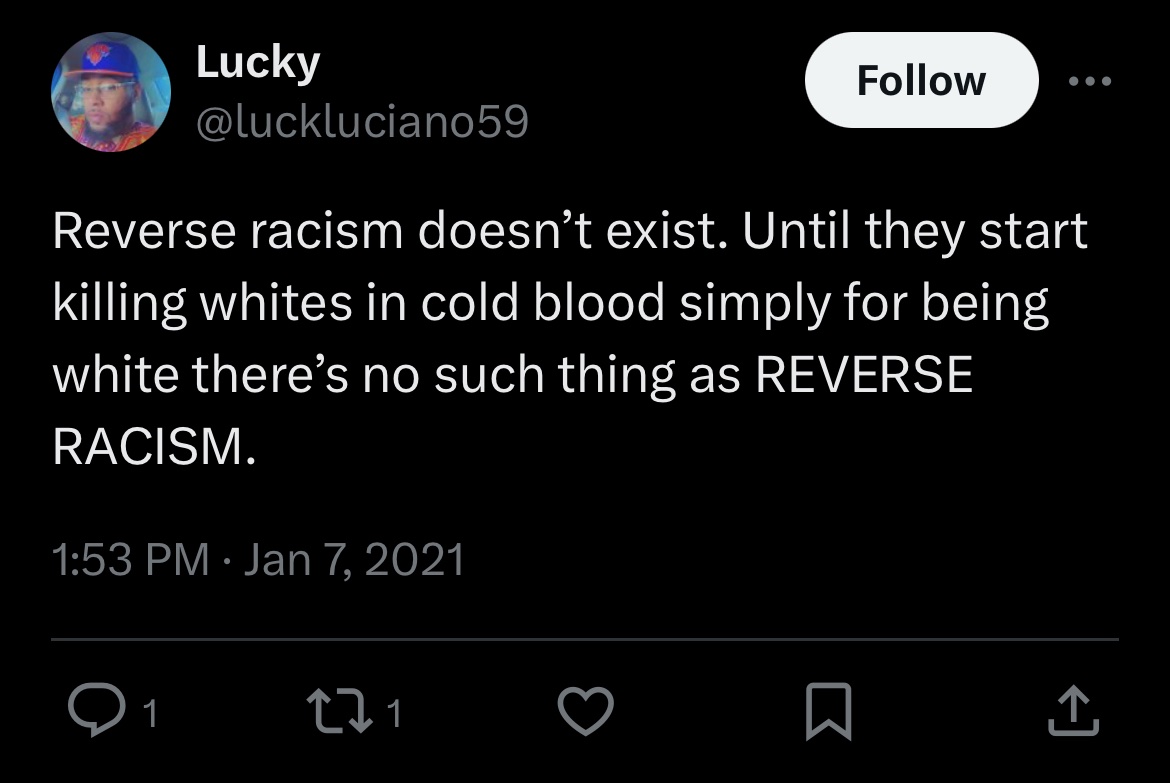 Lucky
@luckluciano59
Follow
Reverse racism doesn’t exist. Until they start
killing whites in cold blood simply for being
white there’s no such thing as REVERSE
RACISM.
1:53 PM · Jan 7, 2021
1
1